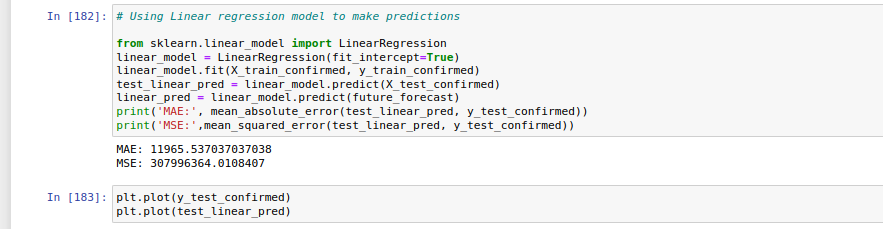 In [182]: # Using Linear regression model to make predictions
from sklearn.linear_model import LinearRegression
linear_model = LinearRegression(fit_intercept=True)
linear_model.fit(X_train_confirmed, y_train_confirmed)
test_linear_pred = linear_model.predict(X_test_confirmed)
linear_pred = linear_model.predict(future_forecast)
print('MAE:', mean_absolute_error(test_linear_pred, y_test_confirmed))
print('MSE:',mean_squared_error(test_linear_pred, y_test_confirmed))
MAE: 11965.537037037038
MSE: 307996364.0108407
In [183]: plt.plot(y_test_confirmed)
plt.plot(test_linear_pred)